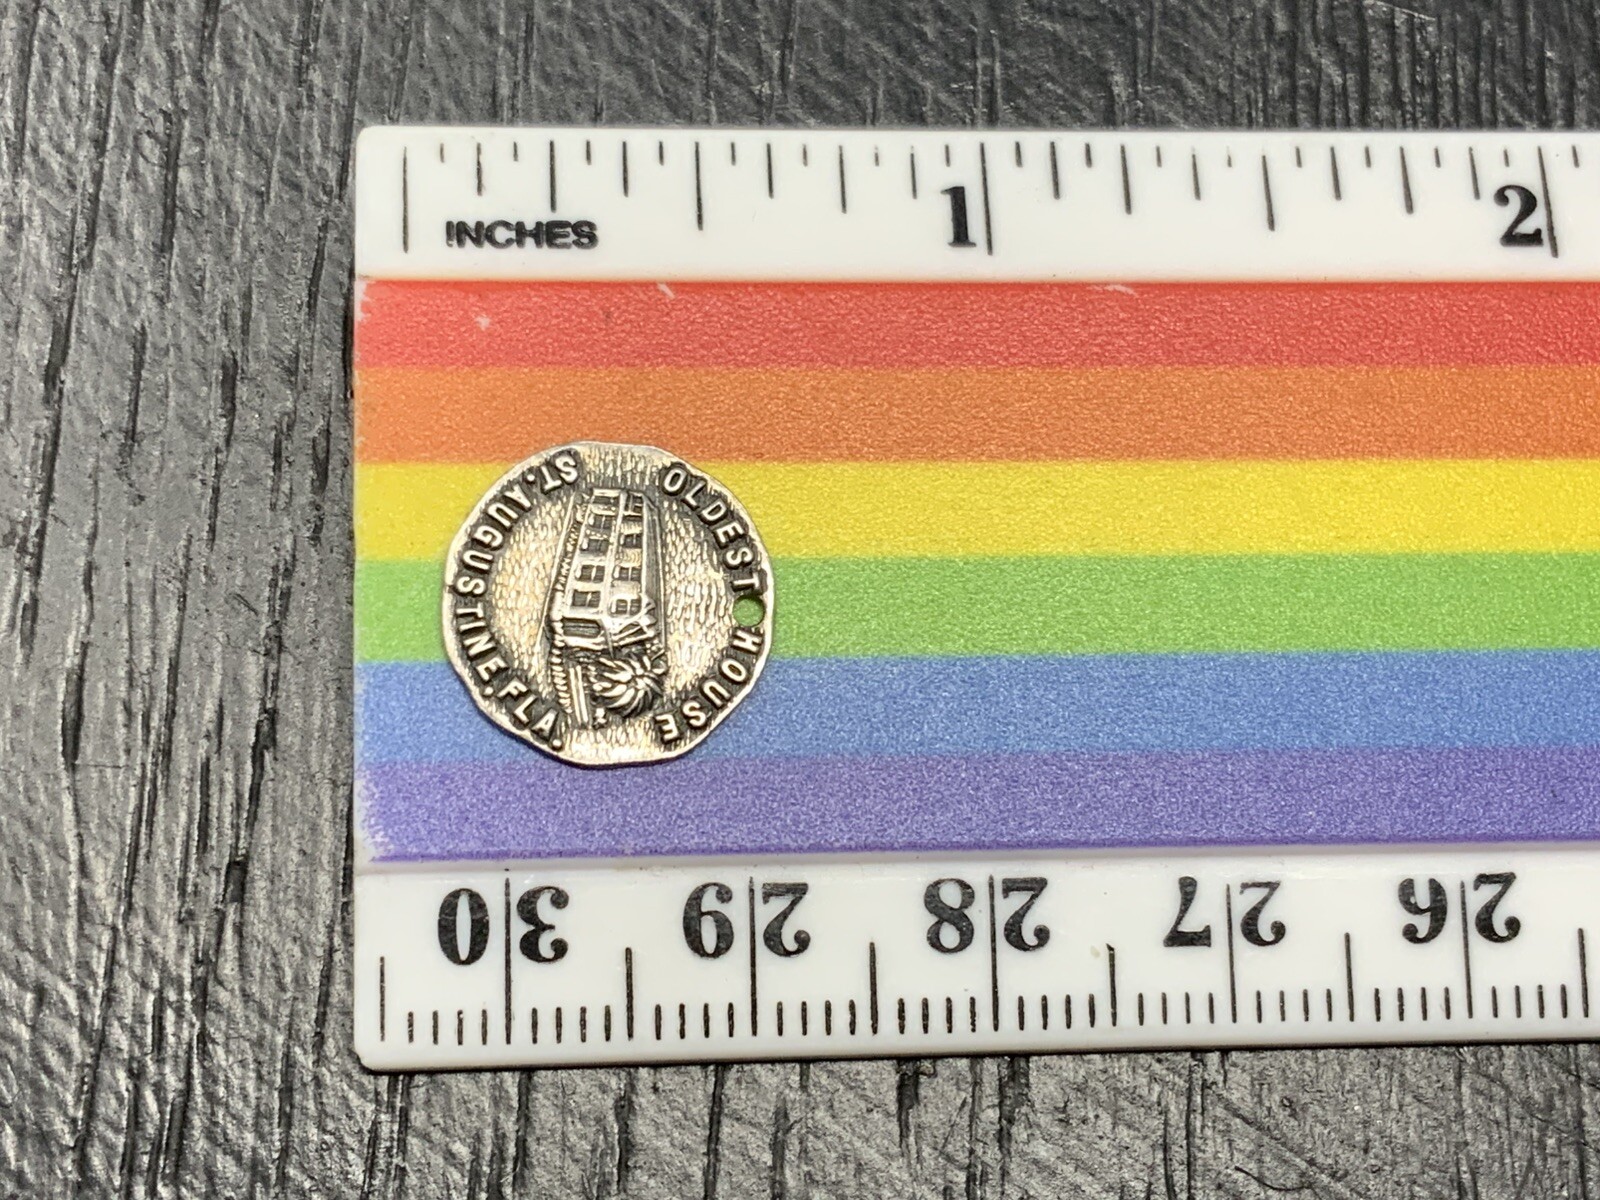 INCHES 1 2
OLDEST HOUSE
ST. AUGUSTINE, FLA.
30 29 28 27 26